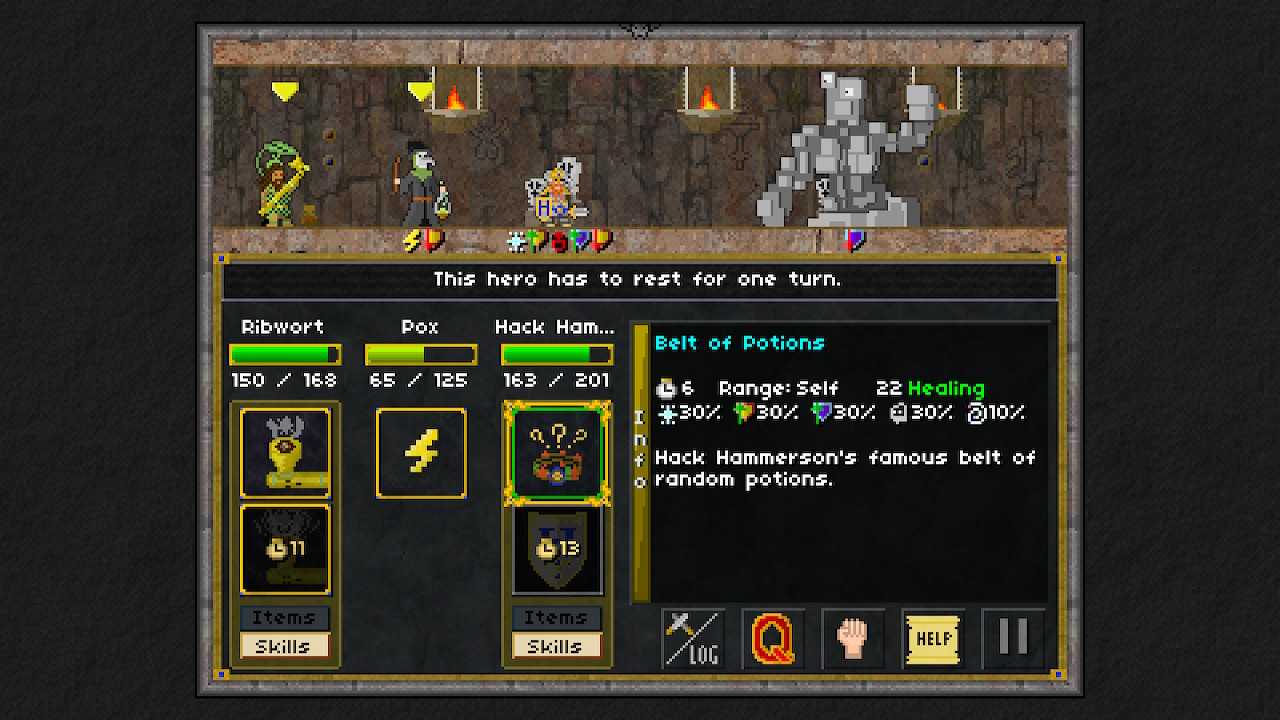 H
This hero has to rest for one turn.
Ribwort Pox Hack Ham...
150 / 168 65 / 125 163 / 201
11
13
Items Items
Skills Skills
Info
Belt of Potions
6 Range: Self 22 Healing
30% 30% 30% 30% 10%
Hack Hammerson's famous belt of
random potions.
LOG
Q
HELP